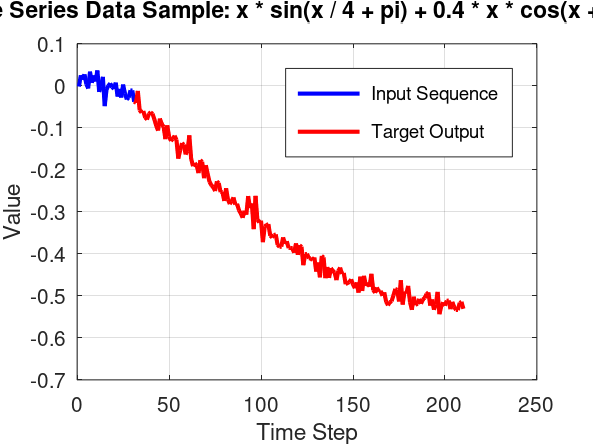 Series Data Sample: x * sin(x / 4 + pi) + 0.4 * x * cos(x +
0.1
0
-0.1
-0.2
-0.3
-0.4
-0.5
-0.6
-0.7
Value
Input Sequence
Target Output
0 50 100 150 200 250
Time Step